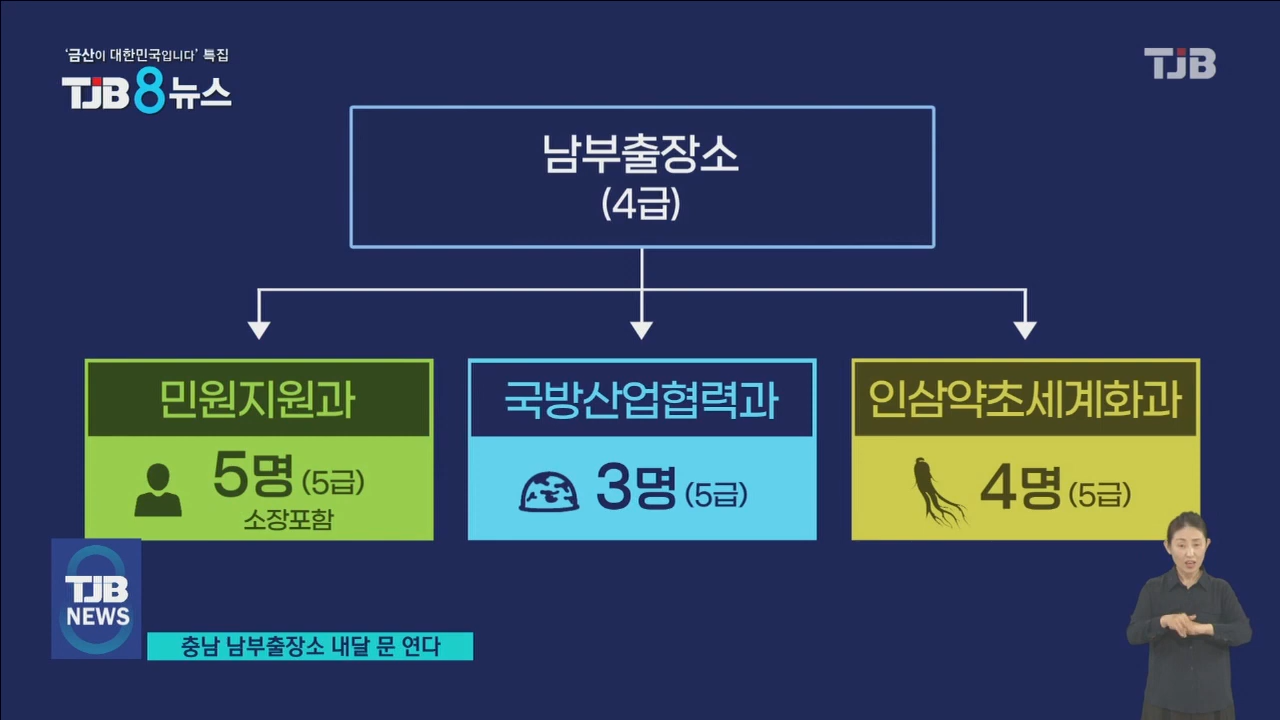 '금산이 대한민국입니다' 특집
TJB 8 뉴스
TJB
남부출장소
(4급)
민원지원과
국방산업협력과
인삼약초세계화과
5명 (5급)
소장포함
3명 (5급)
4명 (5급)
TJB
NEWS
충남 남부출장소 내달 문 연다